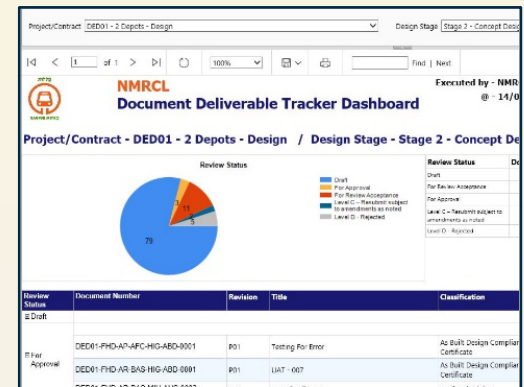 Project/Contract DED01 - 2 Depots - Design Design Stage Stage 2 - Concept Desi
1 of 1 100% Find | Next
NMRCL Executed by - NMR
Document Deliverable Tracker Dashboard @ - 14/0
Project/Contract - DED01 - 2 Depots - Design / Design Stage - Stage 2 - Concept De
Review Status
Draft
For Approval
For Review Acceptance
Level C - Resubmit subject
to amendments as noted
Level D - Rejected
3
11
2
5
79
Review Status Do
Draft
For Review Acceptance
For Approval
Level C - Resubmit subject to
amendments as noted
Level D - Rejected
Review Status Document Number Revision Title Classification
Draft
For Approval
DED01-FHD-AP-AFC-HIG-ABD-0001 P01 Testing For Error As Built Design Complian
Certificate
DED01-FHD-AR-BAS-HIG-ABD-0001 P01 UAT - 007 As Built Design Complian
Certificate